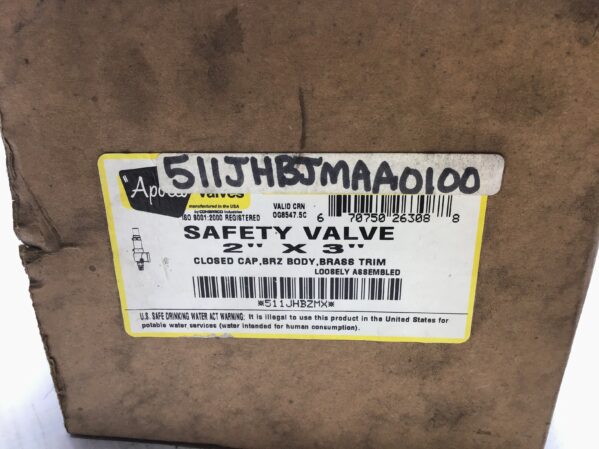 511JHBJMAA0100
Apollo Valves
manufactured in the USA
by CONBRACO Industries
ISO 9001:2000 REGISTERED
VALID CRN
0G8547.5C
6 70750 26308 8
SAFETY VALVE
2" X 3"
CLOSED CAP,BRZ BODY,BRASS TRIM
LOOSELY ASSEMBLED
*511JHBZMX*
U.S. SAFE DRINKING WATER ACT WARNING: It is illegal to use this product in the United States for
potable water services (water intended for human consumption).